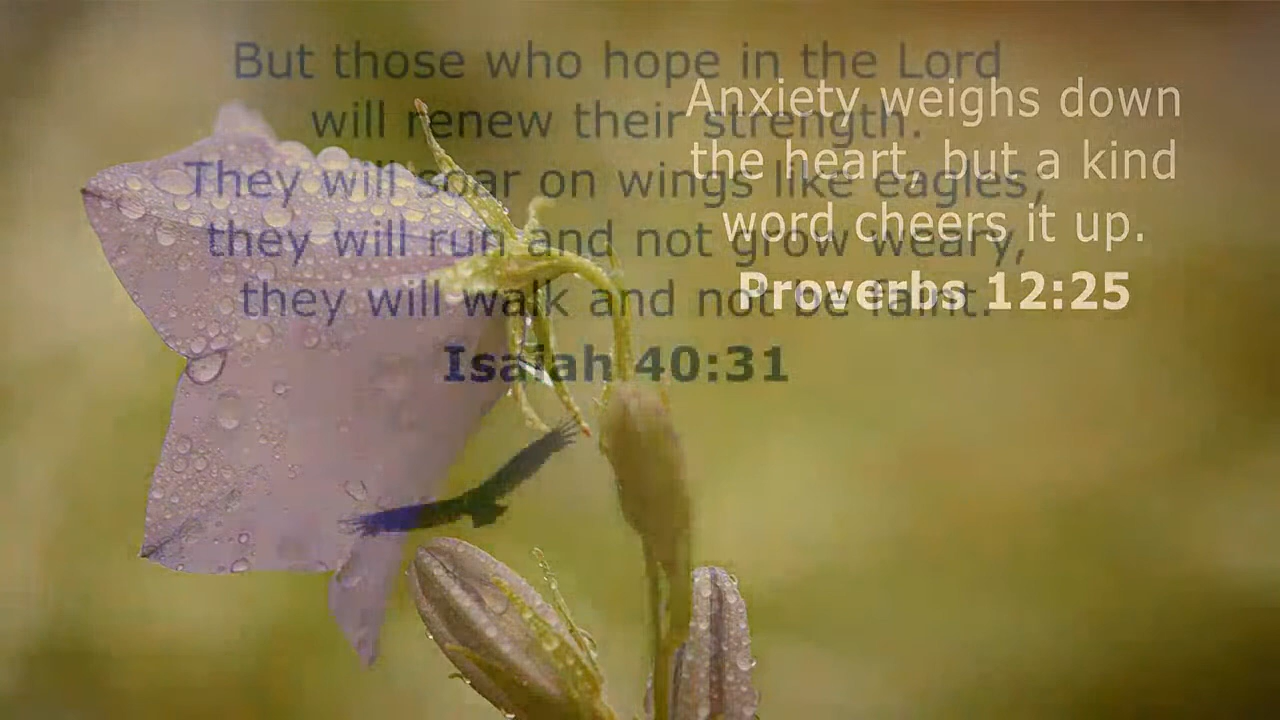 But those who hope in the Lord
will renew their strength.
They will soar on wings like eagles,
they will run and not grow weary,
they will walk and not be faint.
Isaiah 40:31
Anxiety weighs down
the heart, but a kind
word cheers it up.
Proverbs 12:25